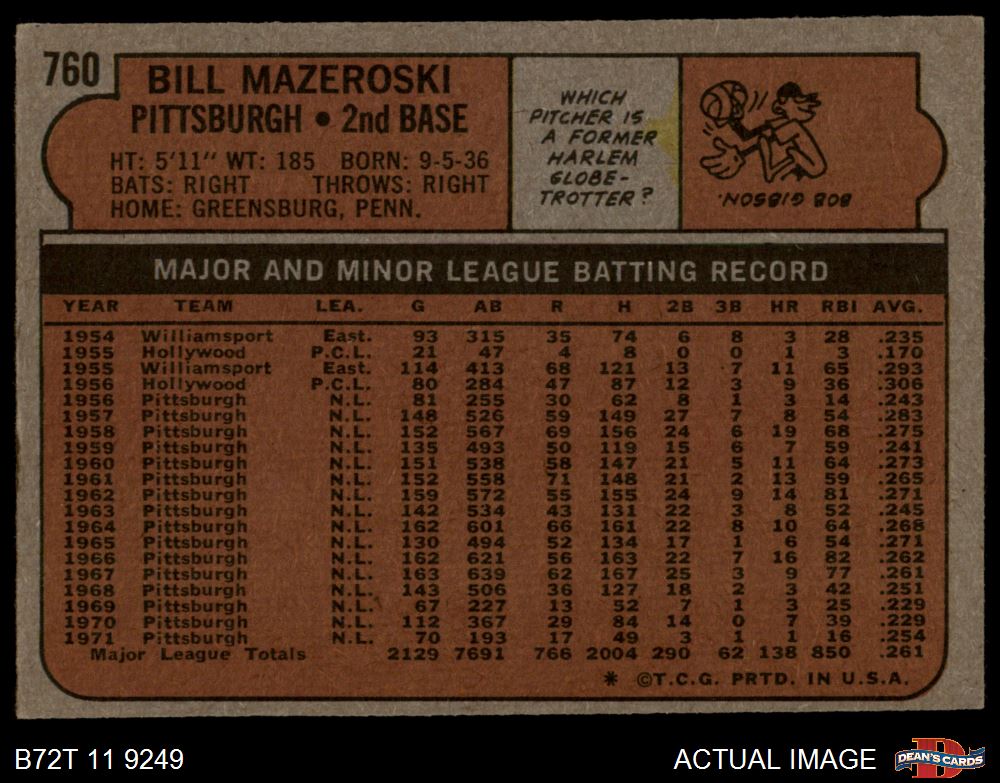 760
BILL MAZEROSKI
PITTSBURGH • 2nd BASE
HT: 5'11" WT: 185 BORN: 9-5-36
BATS: RIGHT THROWS: RIGHT
HOME: GREENSBURG, PENN.
WHICH
PITCHER IS
A FORMER
HARLEM
GLOBE-
TROTTER?
BOB GIBSON.
MAJOR AND MINOR LEAGUE BATTING RECORD
YEAR TEAM LEA. G AB R H 2B 3B HR RBI AVG.
1954 Williamsport East. 93 315 35 74 6 8 3 28 .235
1955 Hollywood P.C.L. 21 47 4 8 0 0 1 3 .170
1955 Williamsport East. 114 413 68 121 13 7 11 65 .293
1956 Hollywood P.C.L. 80 284 47 87 12 3 9 36 .306
1956 Pittsburgh N.L. 81 255 30 62 8 1 3 14 .243
1957 Pittsburgh N.L. 148 526 59 149 27 7 8 54 .283
1958 Pittsburgh N.L. 152 567 69 156 24 6 19 68 .275
1959 Pittsburgh N.L. 135 493 50 119 15 6 7 59 .241
1960 Pittsburgh N.L. 151 538 58 147 21 5 11 64 .273
1961 Pittsburgh N.L. 152 558 71 148 21 2 13 59 .265
1962 Pittsburgh N.L. 159 572 55 155 24 9 14 81 .271
1963 Pittsburgh N.L. 142 534 43 131 22 3 8 52 .245
1964 Pittsburgh N.L. 162 601 66 161 22 8 10 64 .268
1965 Pittsburgh N.L. 130 494 52 134 17 1 6 54 .271
1966 Pittsburgh N.L. 162 621 56 163 22 7 16 82 .262
1967 Pittsburgh N.L. 163 639 62 167 25 3 9 77 .261
1968 Pittsburgh N.L. 143 506 36 127 18 2 3 42 .251
1969 Pittsburgh N.L. 67 227 13 52 7 1 3 25 .229
1970 Pittsburgh N.L. 112 367 29 84 14 0 7 39 .229
1971 Pittsburgh N.L. 70 193 17 49 3 1 1 16 .254
Major League Totals 2129 7691 766 2004 290 62 138 850 .261
* ©T.C.G. PRTD. IN U.S.A.
B72T 11 9249
ACTUAL IMAGE
D
DEAN'S CARDS